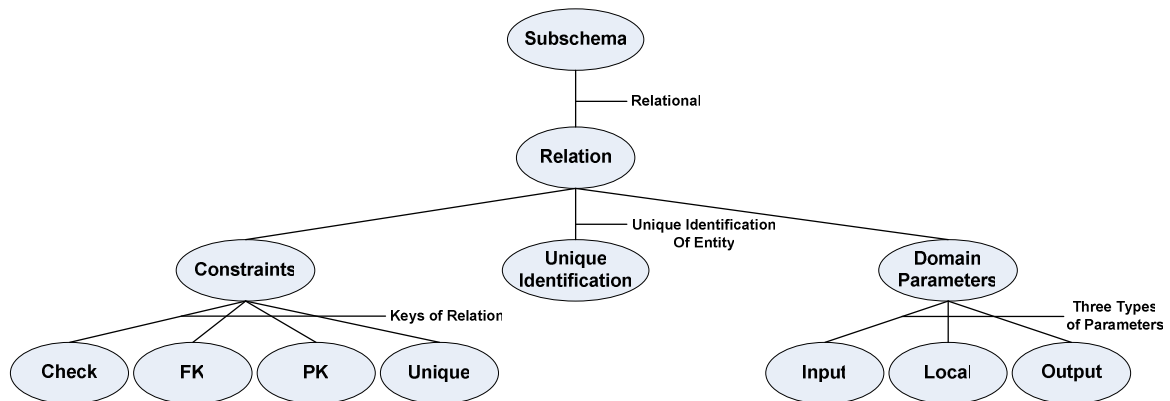 Subschema
Relational
Relation
Unique Identification
Of Entity
Constraints
Unique
Identification
Domain
Parameters
Keys of Relation
Three Types
of Parameters
Check
FK
PK
Unique
Input
Local
Output